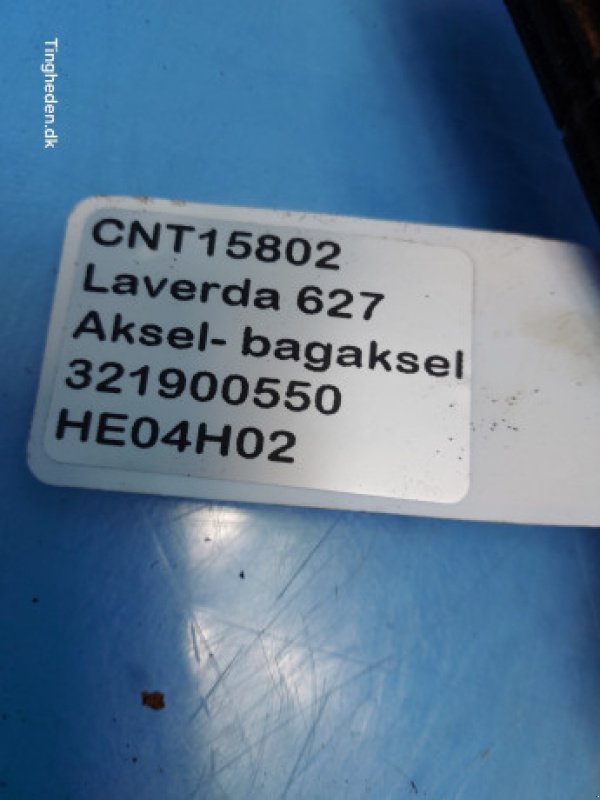 Tingheden.dk
CNT15802
Laverda 627
Aksel- bagaksel
321900550
HE04H02